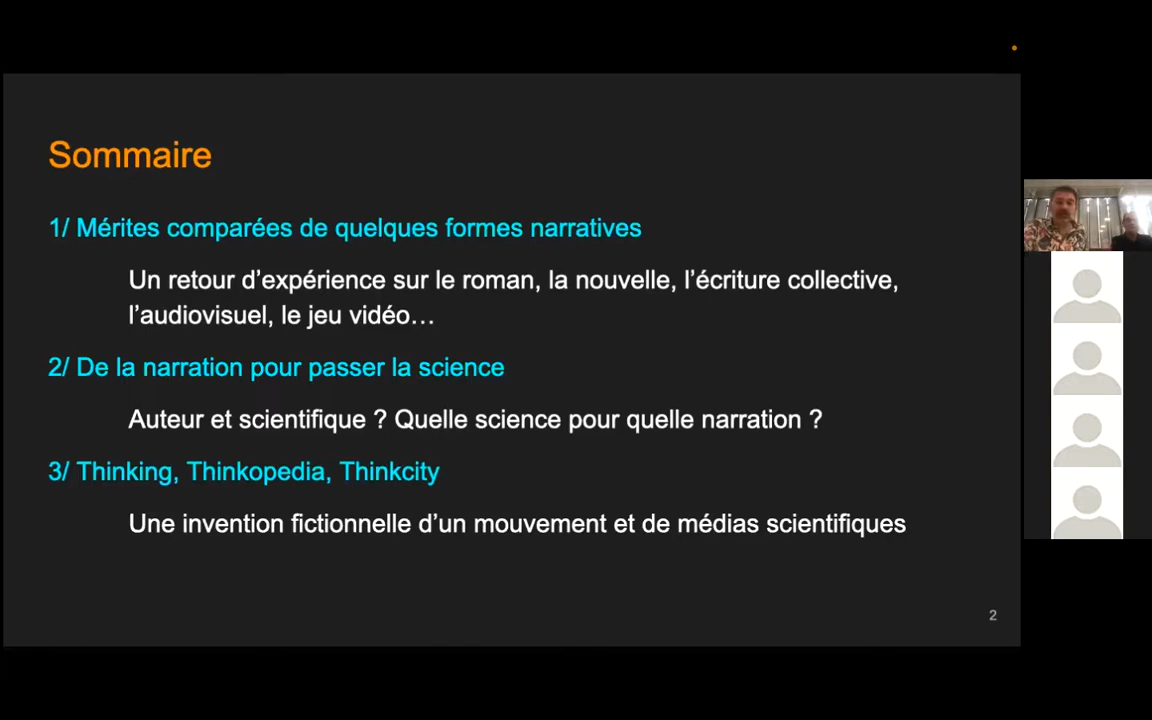 Sommaire
1/ Mérites comparées de quelques formes narratives
Un retour d’expérience sur le roman, la nouvelle, l’écriture collective,
l’audiovisuel, le jeu vidéo…
2/ De la narration pour passer la science
Auteur et scientifique ? Quelle science pour quelle narration ?
3/ Thinking, Thinkopedia, Thinkcity
Une invention fictionnelle d’un mouvement et de médias scientifiques
2